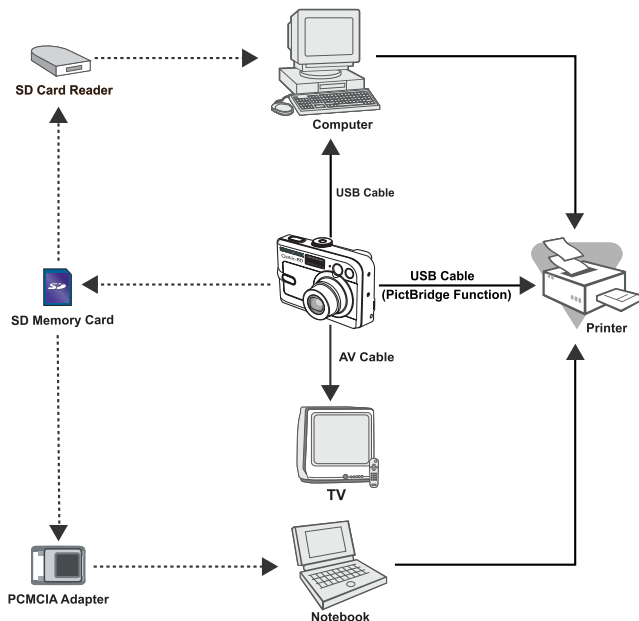 SD Card Reader
Computer
USB Cable
USB Cable
(PictBridge Function)
SD
SD Memory Card
Printer
AV Cable
TV
PCMCIA Adapter
Notebook